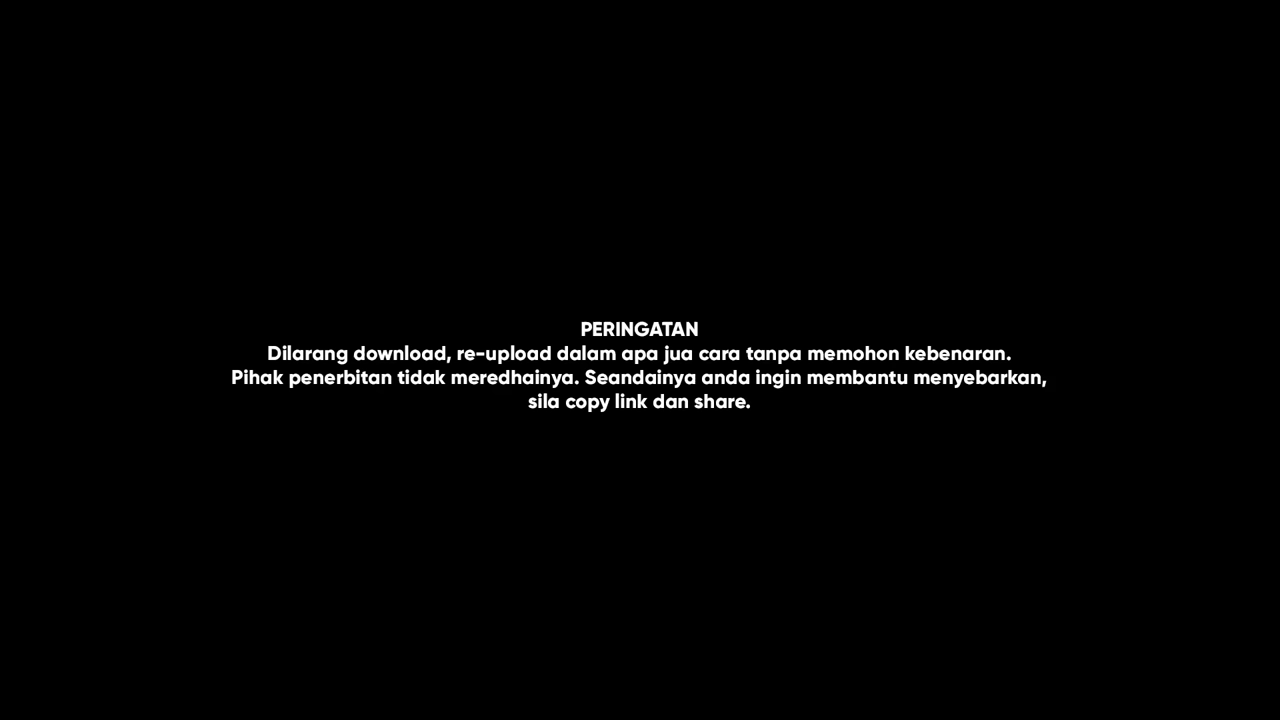 PERINGATAN
Dilarang download, re-upload dalam apa jua cara tanpa memohon kebenaran.
Pihak penerbitan tidak meredhainya. Seandainya anda ingin membantu menyebarkan,
sila copy link dan share.